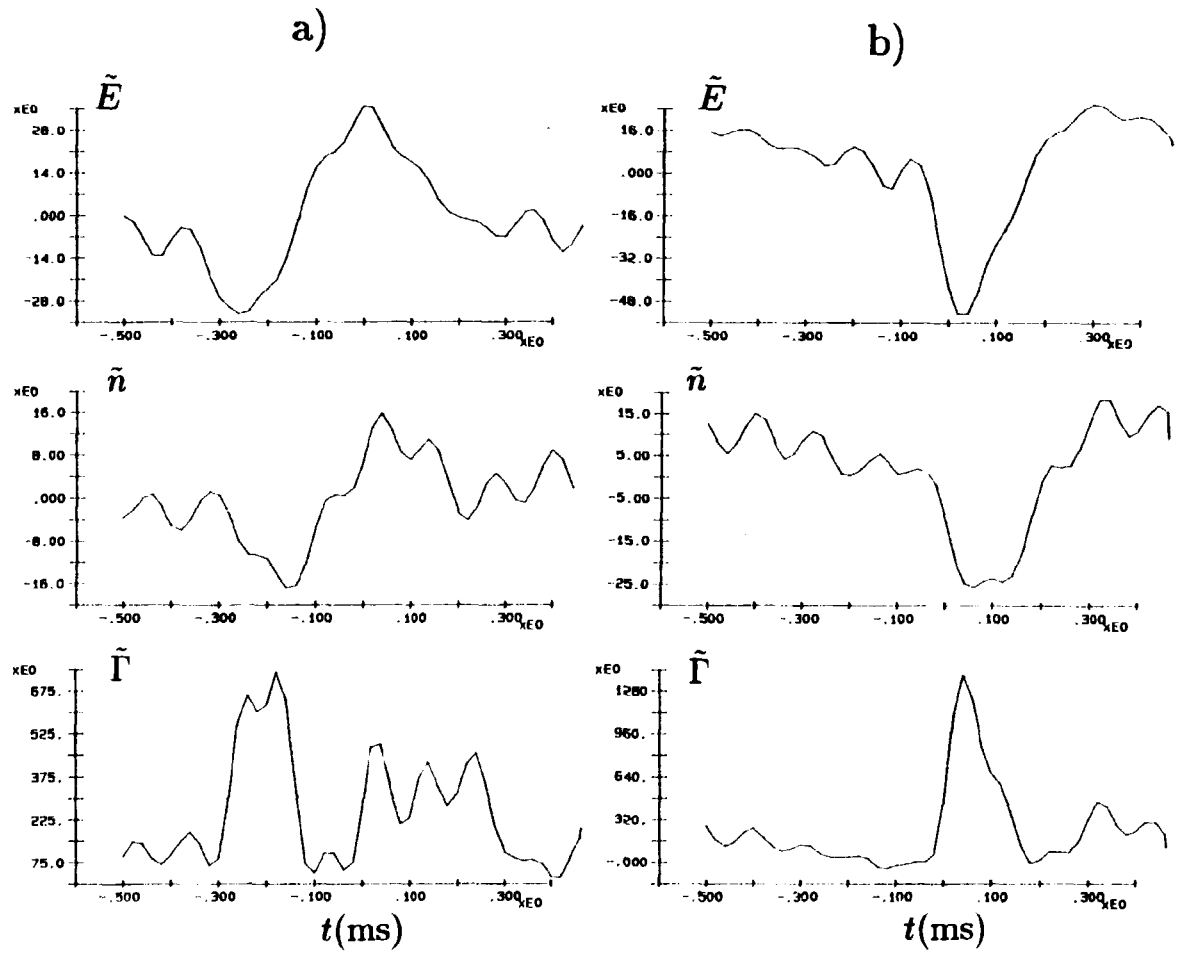 a)
b)
Ẽ
xE0
28.0
14.0
.000
-14.0
-28.0
-.500 -.300 -.100 .100 .300 xE0
Ẽ
xE0
16.0
.000
-16.0
-32.0
-48.0
-.500 -.300 -.100 .100 .300 xE0
ñ
xE0
16.0
8.00
.000
-8.00
-16.0
-.500 -.300 -.100 .100 .300 xE0
ñ
xE0
15.0
5.00
-5.00
-15.0
-25.0
-.500 -.300 -.100 .100 .300 xE0
Γ̃
xE0
675.
525.
375.
225.
75.0
-.500 -.300 -.100 .100 .300 xE0
t(ms)
Γ̃
xE0
1280
960.
640.
320.
-.000
-.500 -.300 -.100 .100 .300 xE0
t(ms)